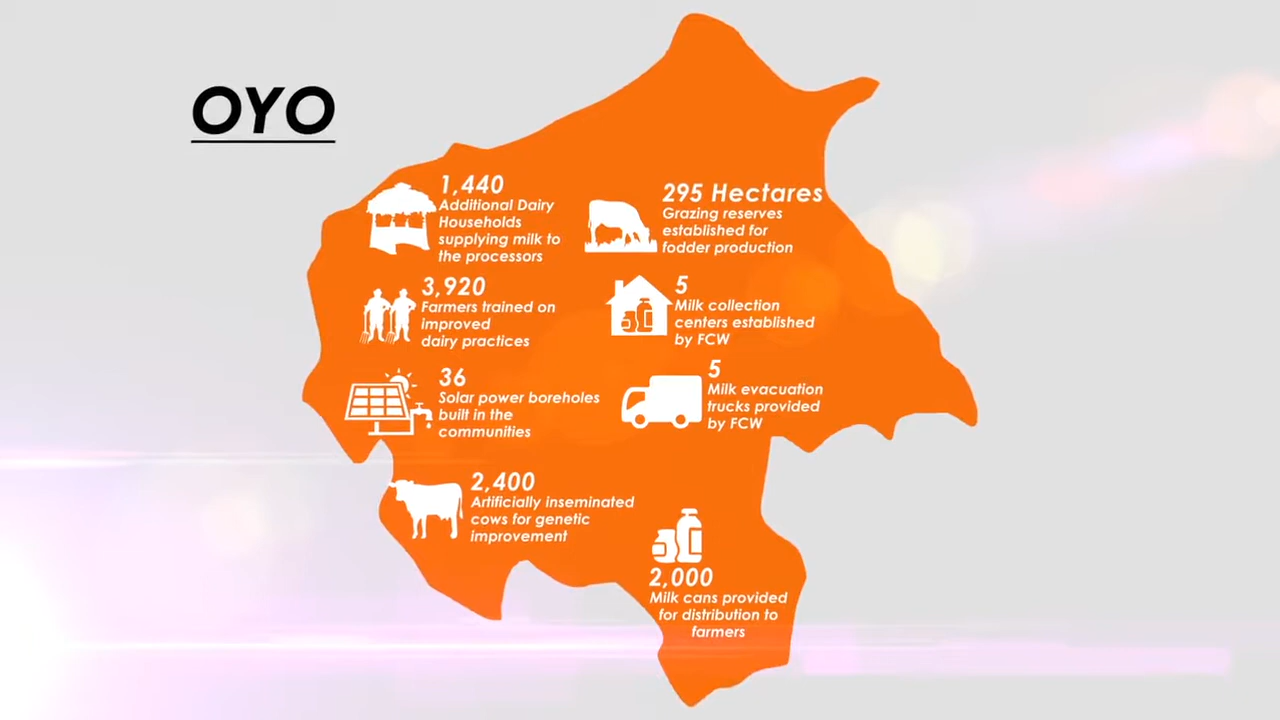 OYO
1,440
Additional Dairy
Households
supplying milk to
the processors
295 Hectares
Grazing reserves
established for
fodder production
3,920
Farmers trained on
improved
dairy practices
5
Milk collection
centers established
by FCW
36
Solar power boreholes
built in the
communities
5
Milk evacuation
trucks provided
by FCW
2,400
Artificially inseminated
cows for genetic
improvement
2,000
Milk cans provided
for distribution to
farmers